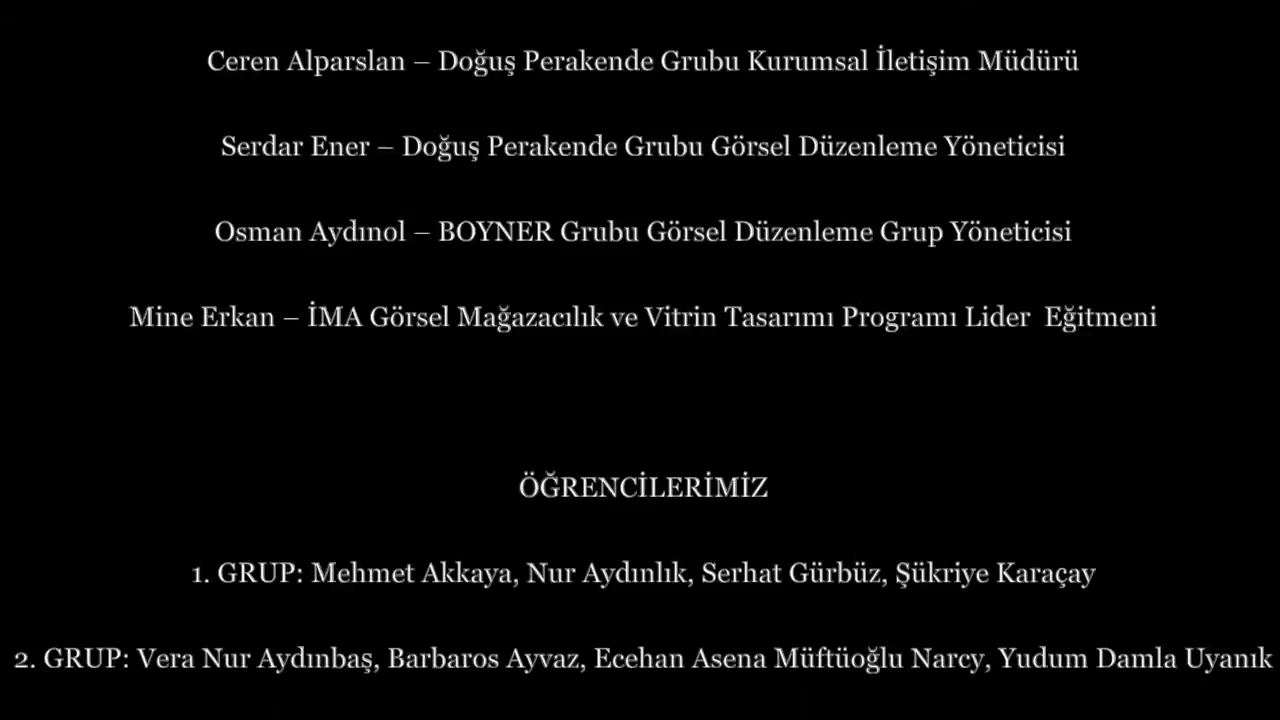 Ceren Alparslan – Doğuş Perakende Grubu Kurumsal İletişim Müdürü
Serdar Ener – Doğuş Perakende Grubu Görsel Düzenleme Yöneticisi
Osman Aydınol – BOYNER Grubu Görsel Düzenleme Grup Yöneticisi
Mine Erkan – İMA Görsel Mağazacılık ve Vitrin Tasarımı Programı Lider  Eğitmeni
ÖĞRENCİLERİMİZ
1. GRUP: Mehmet Akkaya, Nur Aydınlık, Serhat Gürbüz, Şükriye Karaçay
2. GRUP: Vera Nur Aydınbaş, Barbaros Ayvaz, Ecehan Asena Müftüoğlu Narcy, Yudum Damla Uyanık